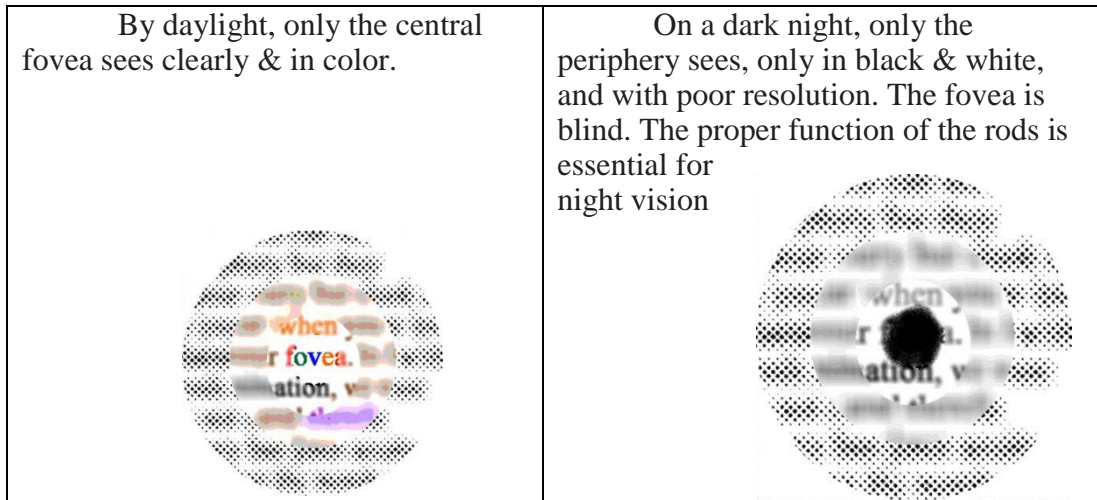 By daylight, only the central
fovea sees clearly & in color.
when
r fovea.
ation, v
On a dark night, only the
periphery sees, only in black & white,
and with poor resolution. The fovea is
blind. The proper function of the rods is
essential for
night vision
when y
r
a.
ation, v